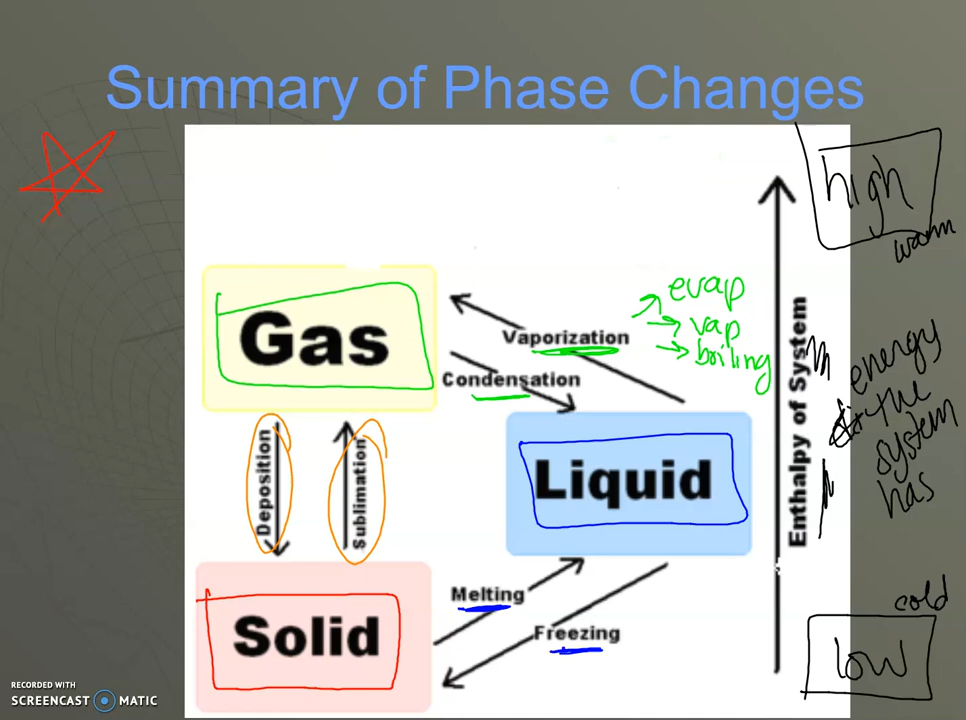 Summary of Phase Changes
high
warm
Gas
Vaporization
evap
vap
boiling
Condensation
Enthalpy of System
energy
the
system
has
Deposition
Sublimation
Liquid
Melting
Freezing
Solid
cold
low
RECORDED WITH
SCREENCAST MATIC